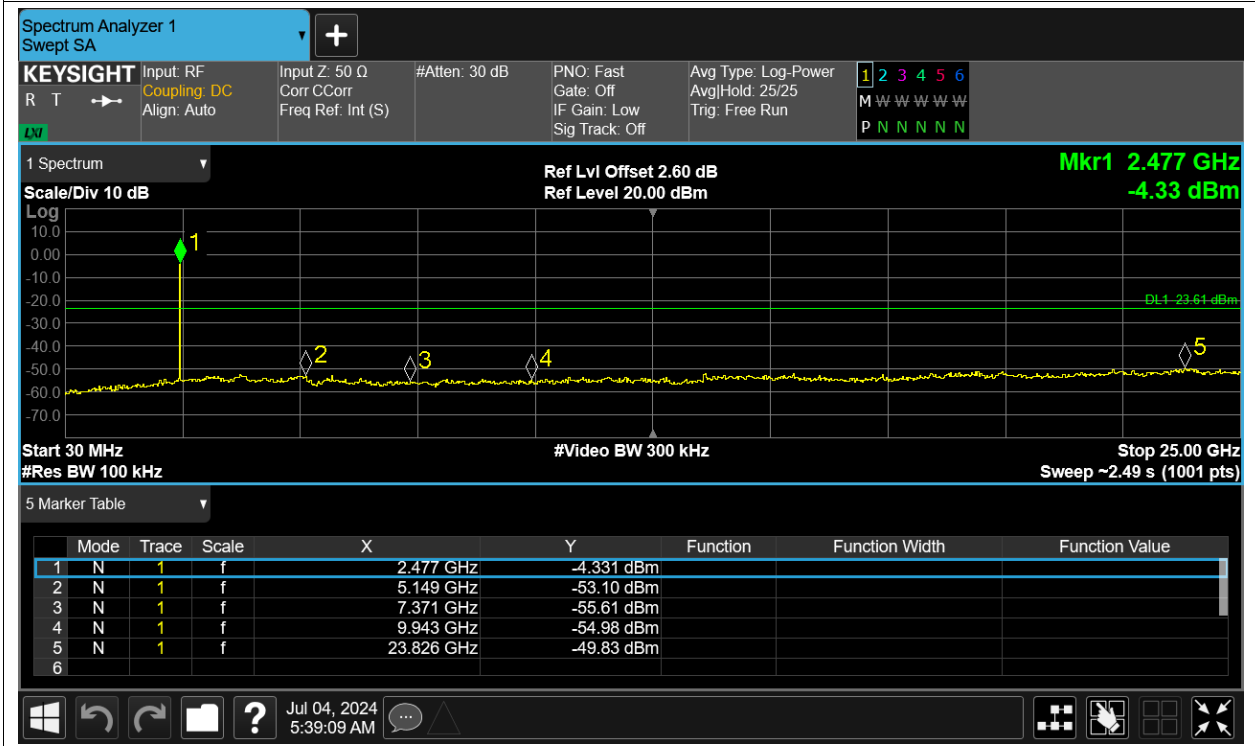 Spectrum Analyzer 1
Swept SA
+
KEYSIGHT
R T
LXI
Input: RF
Coupling: DC
Align: Auto
Input Z: 50 Ω
Corr CCorr
Freq Ref: Int (S)
#Atten: 30 dB
PNO: Fast
Gate: Off
IF Gain: Low
Sig Track: Off
Avg Type: Log-Power
Avg|Hold: 25/25
Trig: Free Run
1 2 3 4 5 6
M W W W W W
P N N N N N
1 Spectrum
Scale/Div 10 dB
Ref Lvl Offset 2.60 dB
Ref Level 20.00 dBm
Mkr1 2.477 GHz
-4.33 dBm
Log
10.0
0.00
-10.0
-20.0
-30.0
-40.0
-50.0
-60.0
-70.0
1
2
3
4
5
DL1 -23.61 dBm
Start 30 MHz
#Res BW 100 kHz
#Video BW 300 kHz
Stop 25.00 GHz
Sweep ~2.49 s (1001 pts)
5 Marker Table
Mode Trace Scale X Y Function Function Width Function Value
1 N 1 f 2.477 GHz -4.331 dBm
2 N 1 f 5.149 GHz -53.10 dBm
3 N 1 f 7.371 GHz -55.61 dBm
4 N 1 f 9.943 GHz -54.98 dBm
5 N 1 f 23.826 GHz -49.83 dBm
6
?
Jul 04, 2024
5:39:09 AM